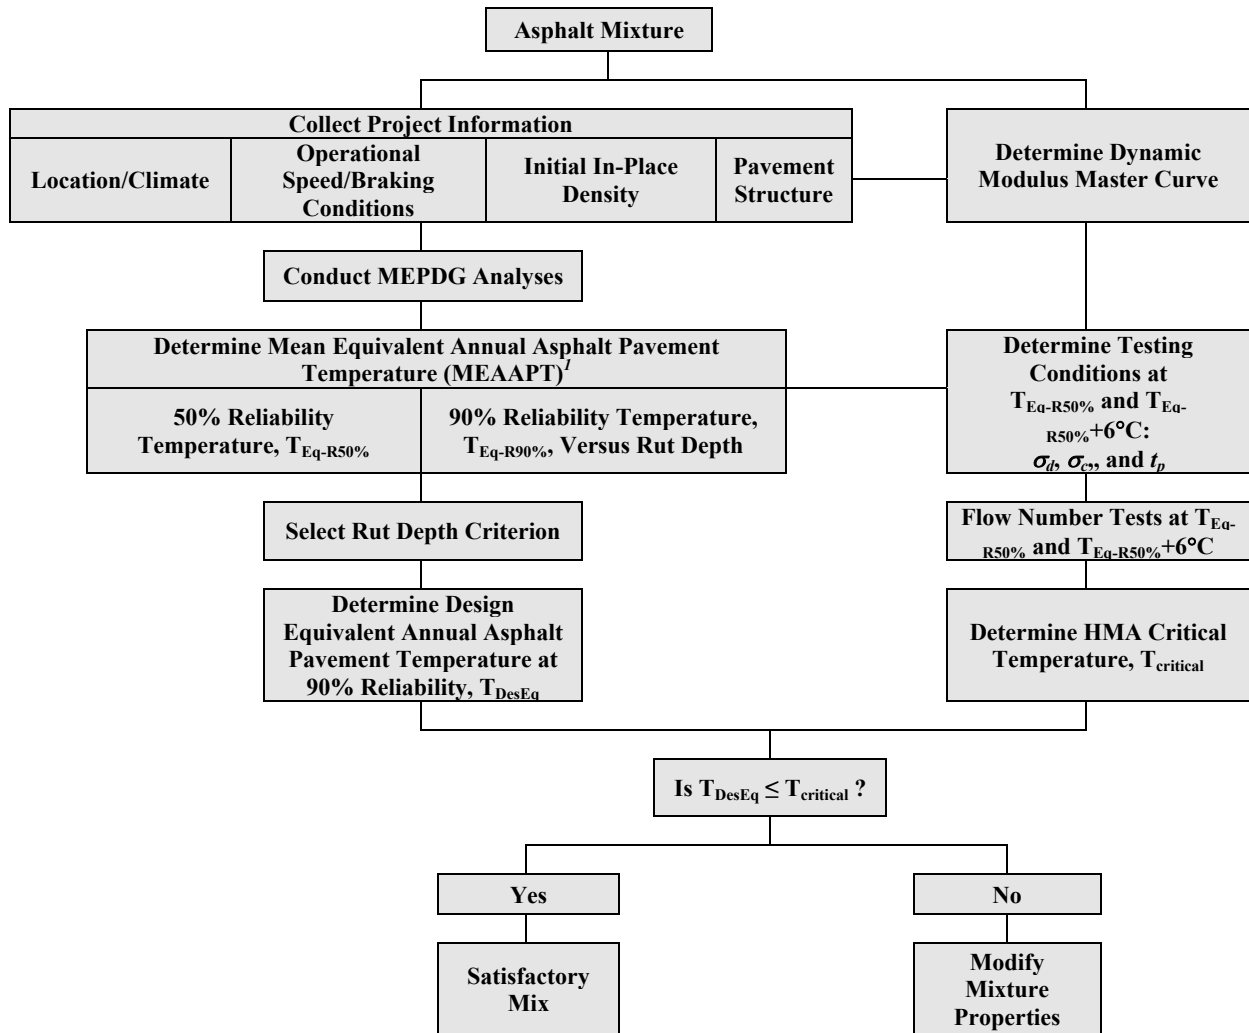 Asphalt Mixture
Collect Project Information
Location/Climate
Operational
Speed/Braking
Conditions
Initial In-Place
Density
Pavement
Structure
Determine Dynamic
Modulus Master Curve
Conduct MEPDG Analyses
Determine Mean Equivalent Annual Asphalt Pavement
Temperature (MEAAPT)1
50% Reliability
Temperature, TEq-R50%
90% Reliability Temperature,
TEq-R90%, Versus Rut Depth
Determine Testing
Conditions at
TEq-R50% and TEq-
R50%+6°C:
σd, σc,, and tp
Select Rut Depth Criterion
Flow Number Tests at TEq-
R50% and TEq-R50%+6°C
Determine Design
Equivalent Annual Asphalt
Pavement Temperature at
90% Reliability, TDesEq
Determine HMA Critical
Temperature, Tcritical
Is TDesEq ≤ Tcritical ?
Yes
No
Satisfactory
Mix
Modify
Mixture
Properties